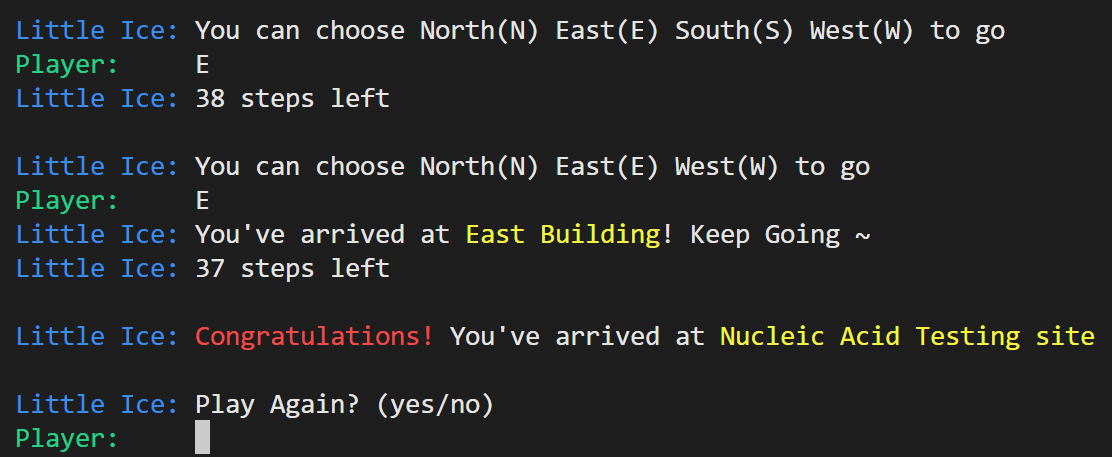 Little Ice: You can choose North(N) East(E) South(S) West(W) to go
Player: E
Little Ice: 38 steps left
Little Ice: You can choose North(N) East(E) West(W) to go
Player: E
Little Ice: You've arrived at East Building! Keep Going ~
Little Ice: 37 steps left
Little Ice: Congratulations! You've arrived at Nucleic Acid Testing site
Little Ice: Play Again? (yes/no)
Player: